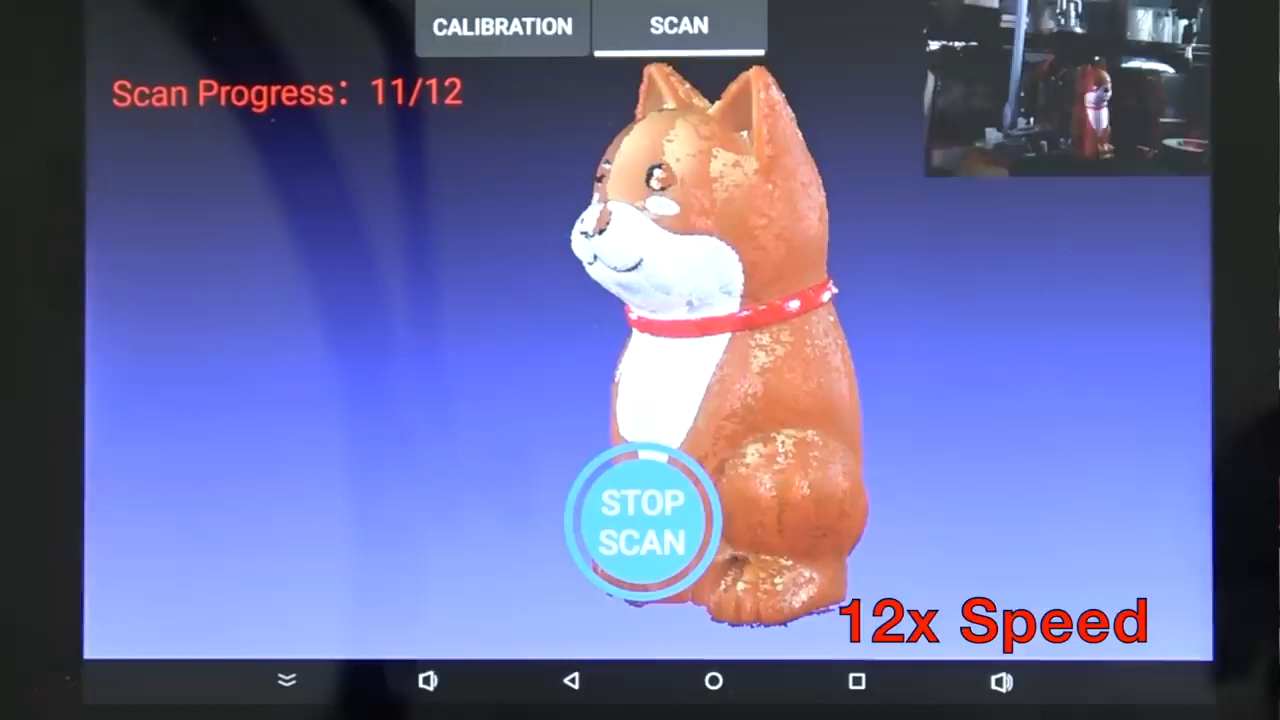 CALIBRATION
SCAN
Scan Progress: 11/12
STOP
SCAN
12x Speed